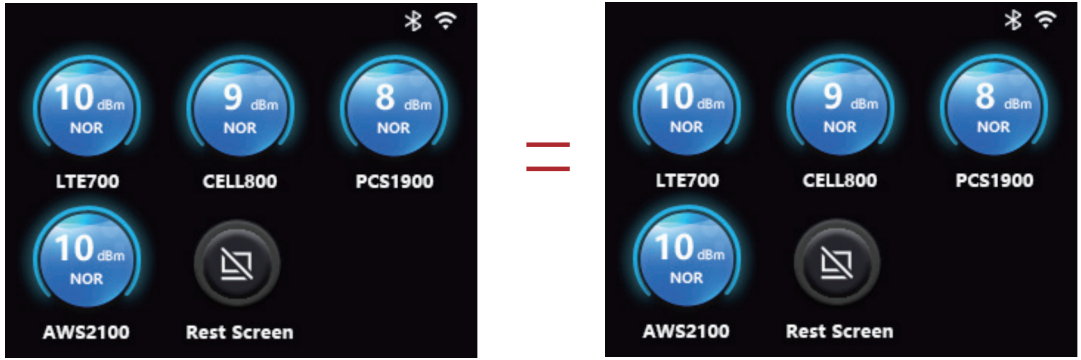 10 dBm
NOR
LTE700
9 dBm
NOR
CELL800
8 dBm
NOR
PCS1900
10 dBm
NOR
AWS2100
Rest Screen
=
10 dBm
NOR
LTE700
9 dBm
NOR
CELL800
8 dBm
NOR
PCS1900
10 dBm
NOR
AWS2100
Rest Screen